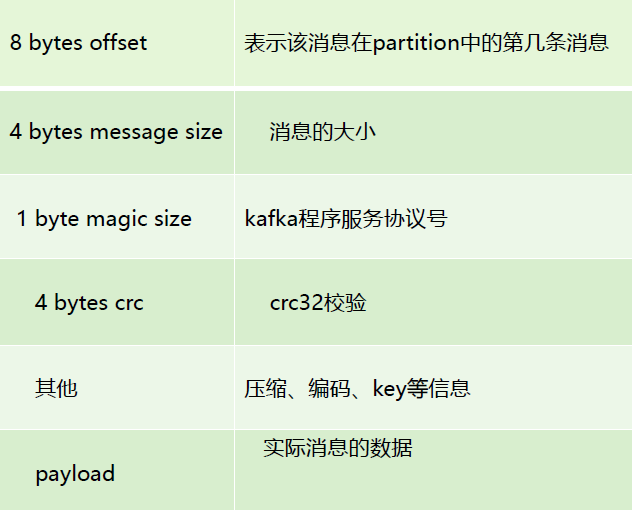 8 bytes offset 表示该消息在partition中的第几条消息
4 bytes message size 消息的大小
1 byte magic size kafka程序服务协议号
4 bytes crc crc32校验
其他 压缩、编码、key等信息
payload 实际消息的数据